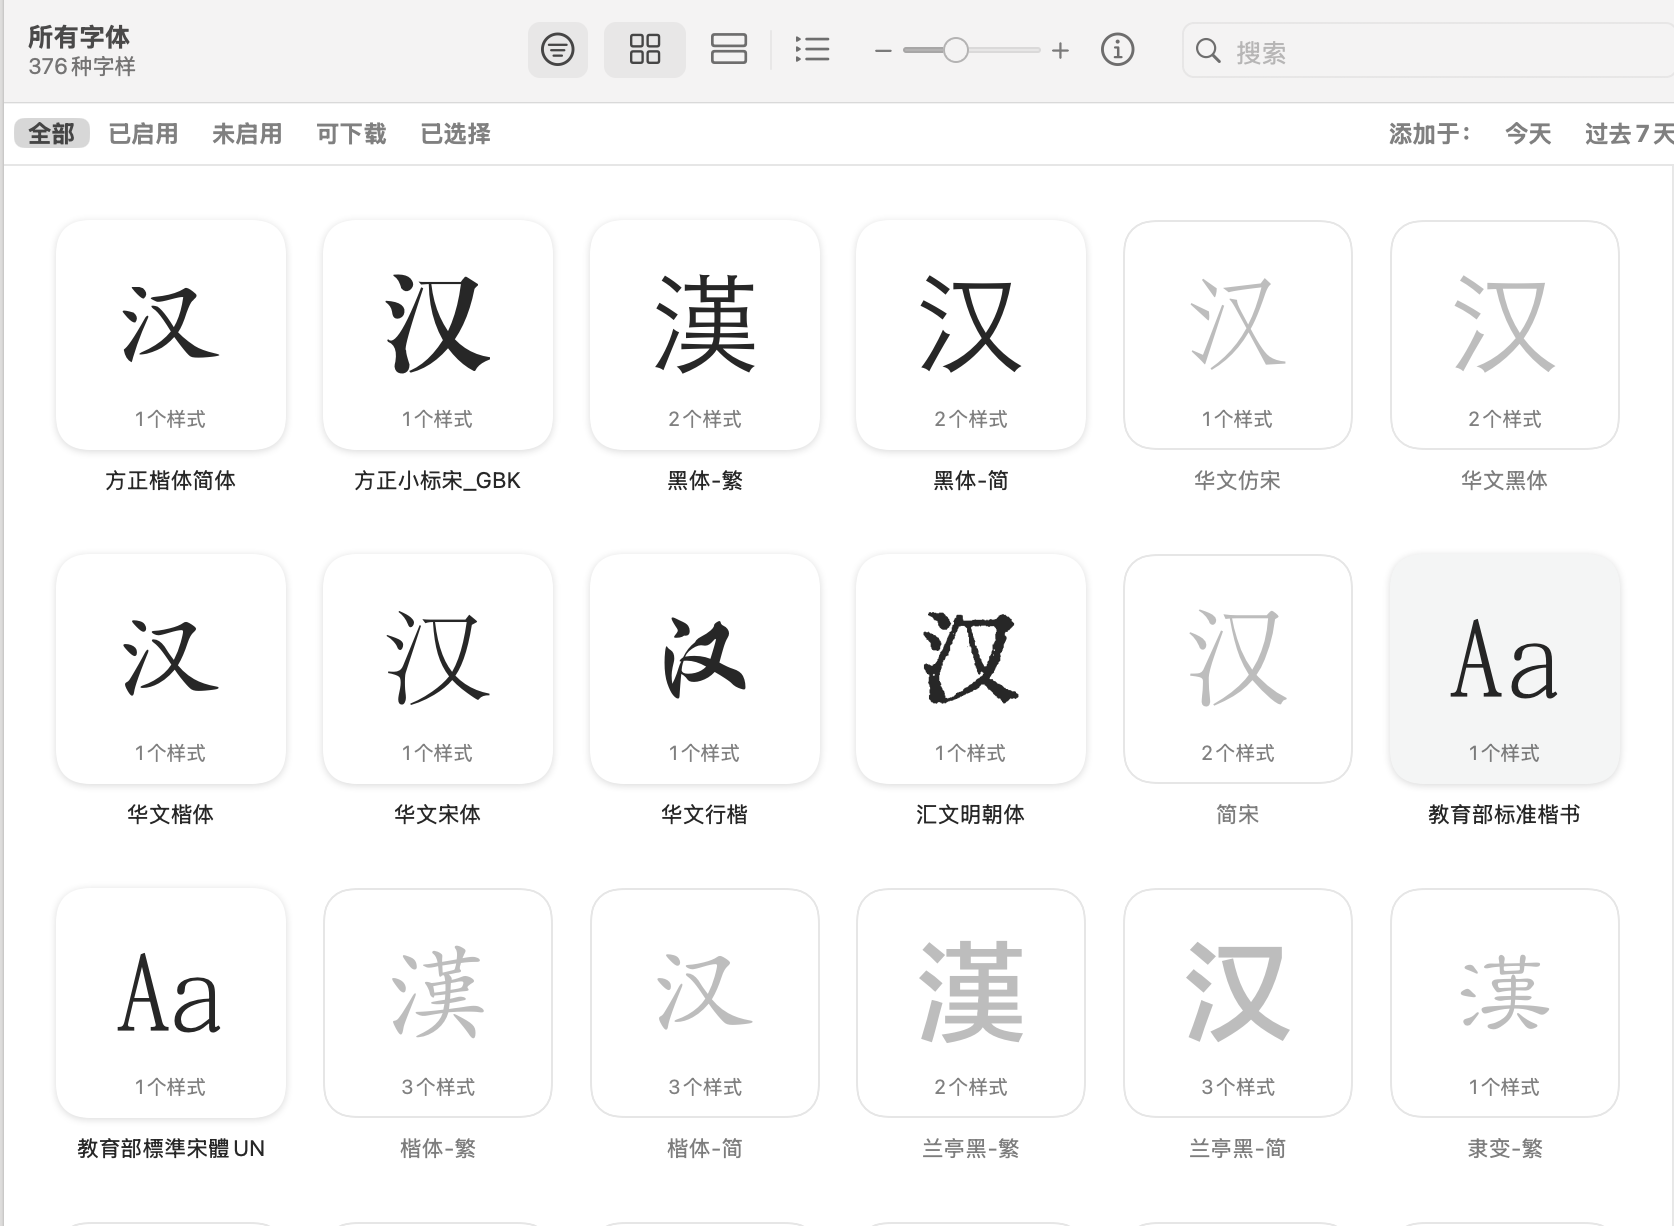 所有字体
376 种字样
搜索
全部 已启用 未启用 可下载 已选择 添加于： 今天 过去 7 天
汉 汉 漢 汉 汉 汉
1个样式 1个样式 2个样式 2个样式 1个样式 2个样式
方正楷体简体 方正小标宋_GBK 黑体-繁 黑体-简 华文仿宋 华文黑体
汉 汉 汉 汉 汉 Aa
1个样式 1个样式 1个样式 1个样式 2个样式 1个样式
华文楷体 华文宋体 华文行楷 汇文明朝体 简宋 教育部标准楷书
Aa 漢 汉 漢 汉 漢
1个样式 3个样式 3个样式 2个样式 3个样式 1个样式
教育部標準宋體 UN 楷体-繁 楷体-简 兰亭黑-繁 兰亭黑-简 隶变-繁